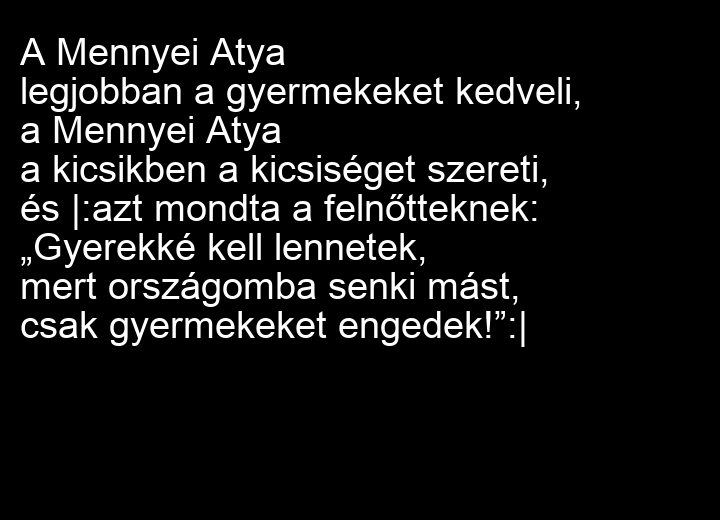 A Mennyei Atya
legjobban a gyermekeket kedveli,
a Mennyei Atya
a kicsikben a kicsiséget szereti,
és |:azt mondta a felnőtteknek:
„Gyerekké kell lennetek,
mert országomba senki mást,
csak gyermekeket engedek!”:|